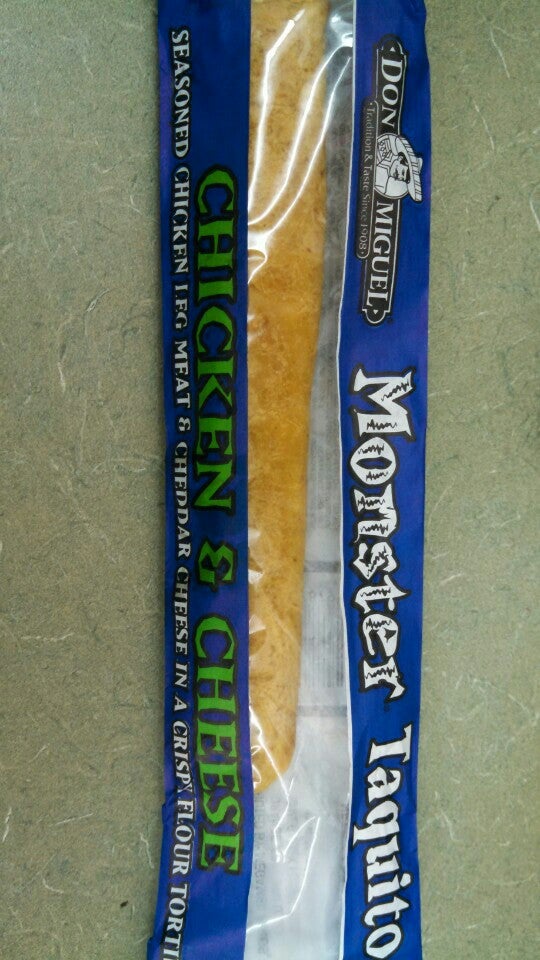 DON MIGUEL
Tradition & Taste Since 1908
Monster Taquito
CHICKEN & CHEESE
SEASONED CHICKEN LEG MEAT & CHEDDAR CHEESE IN A CRISPY FLOUR TORTI